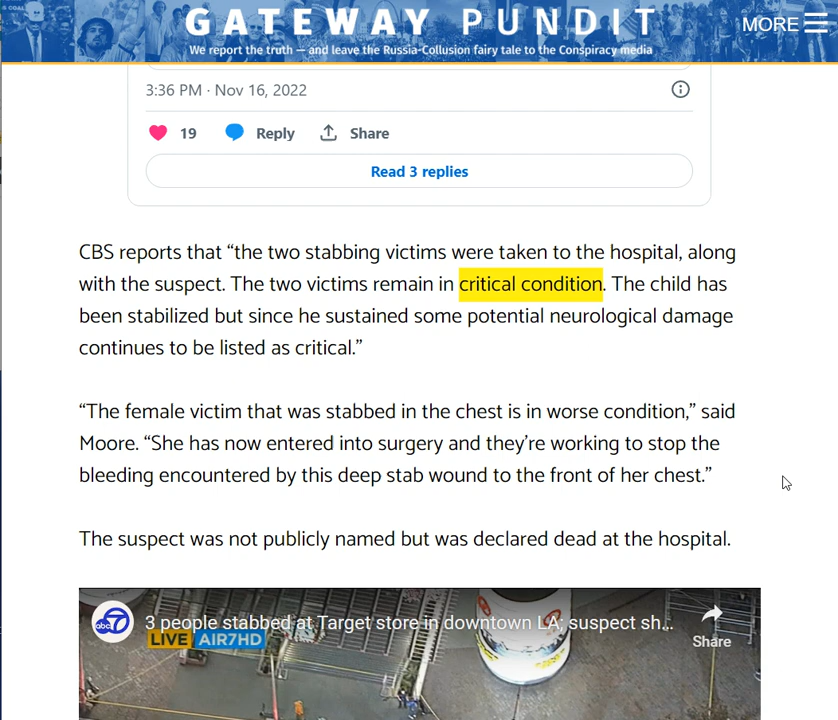 GATEWAY PUNDIT
MORE
We report the truth — and leave the Russia-Collusion fairy tale to the Conspiracy media
3:36 PM · Nov 16, 2022
19 Reply Share
Read 3 replies
CBS reports that “the two stabbing victims were taken to the hospital, along
with the suspect. The two victims remain in critical condition. The child has
been stabilized but since he sustained some potential neurological damage
continues to be listed as critical.”
“The female victim that was stabbed in the chest is in worse condition,” said
Moore. “She has now entered into surgery and they’re working to stop the
bleeding encountered by this deep stab wound to the front of her chest.”
The suspect was not publicly named but was declared dead at the hospital.
abc7
3 people stabbed at Target store in downtown LA; suspect sh...
Share
LIVE AIR7HD